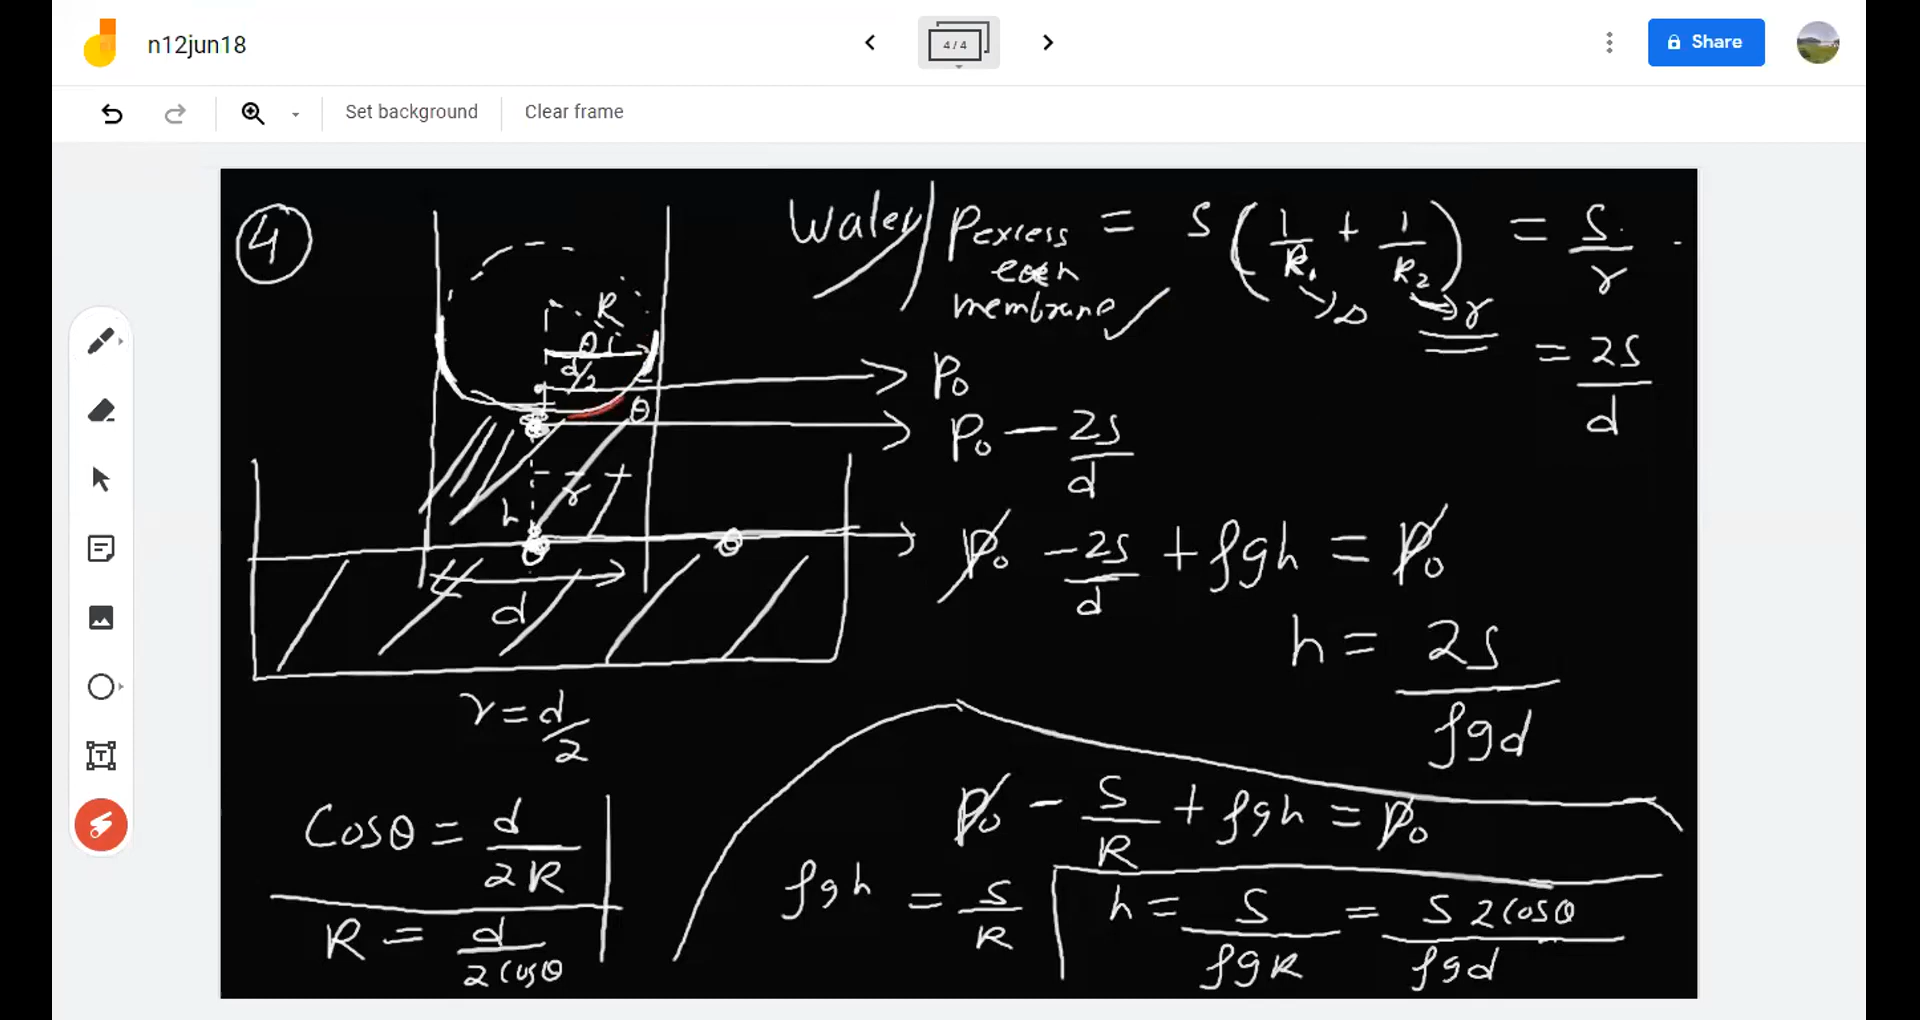 n12jun18
4 / 4
Share
Set background
Clear frame
④
Water
Pexcess = S(1/R₁ + 1/R₂) = S/r
each
membrane ✓
r
= 2S/d
R
θ
d/2
θ
P₀
P₀ - 2S/d
h
r
P₀ - 2S/d + ρgh = P₀
d
h = 2S/ρgd
r = d/2
Cosθ = d/2R
P₀ - S/R + ρgh = P₀
ρgh = S/R
h = S/ρgR = S 2Cosθ/ρgd
R = d/2Cosθ